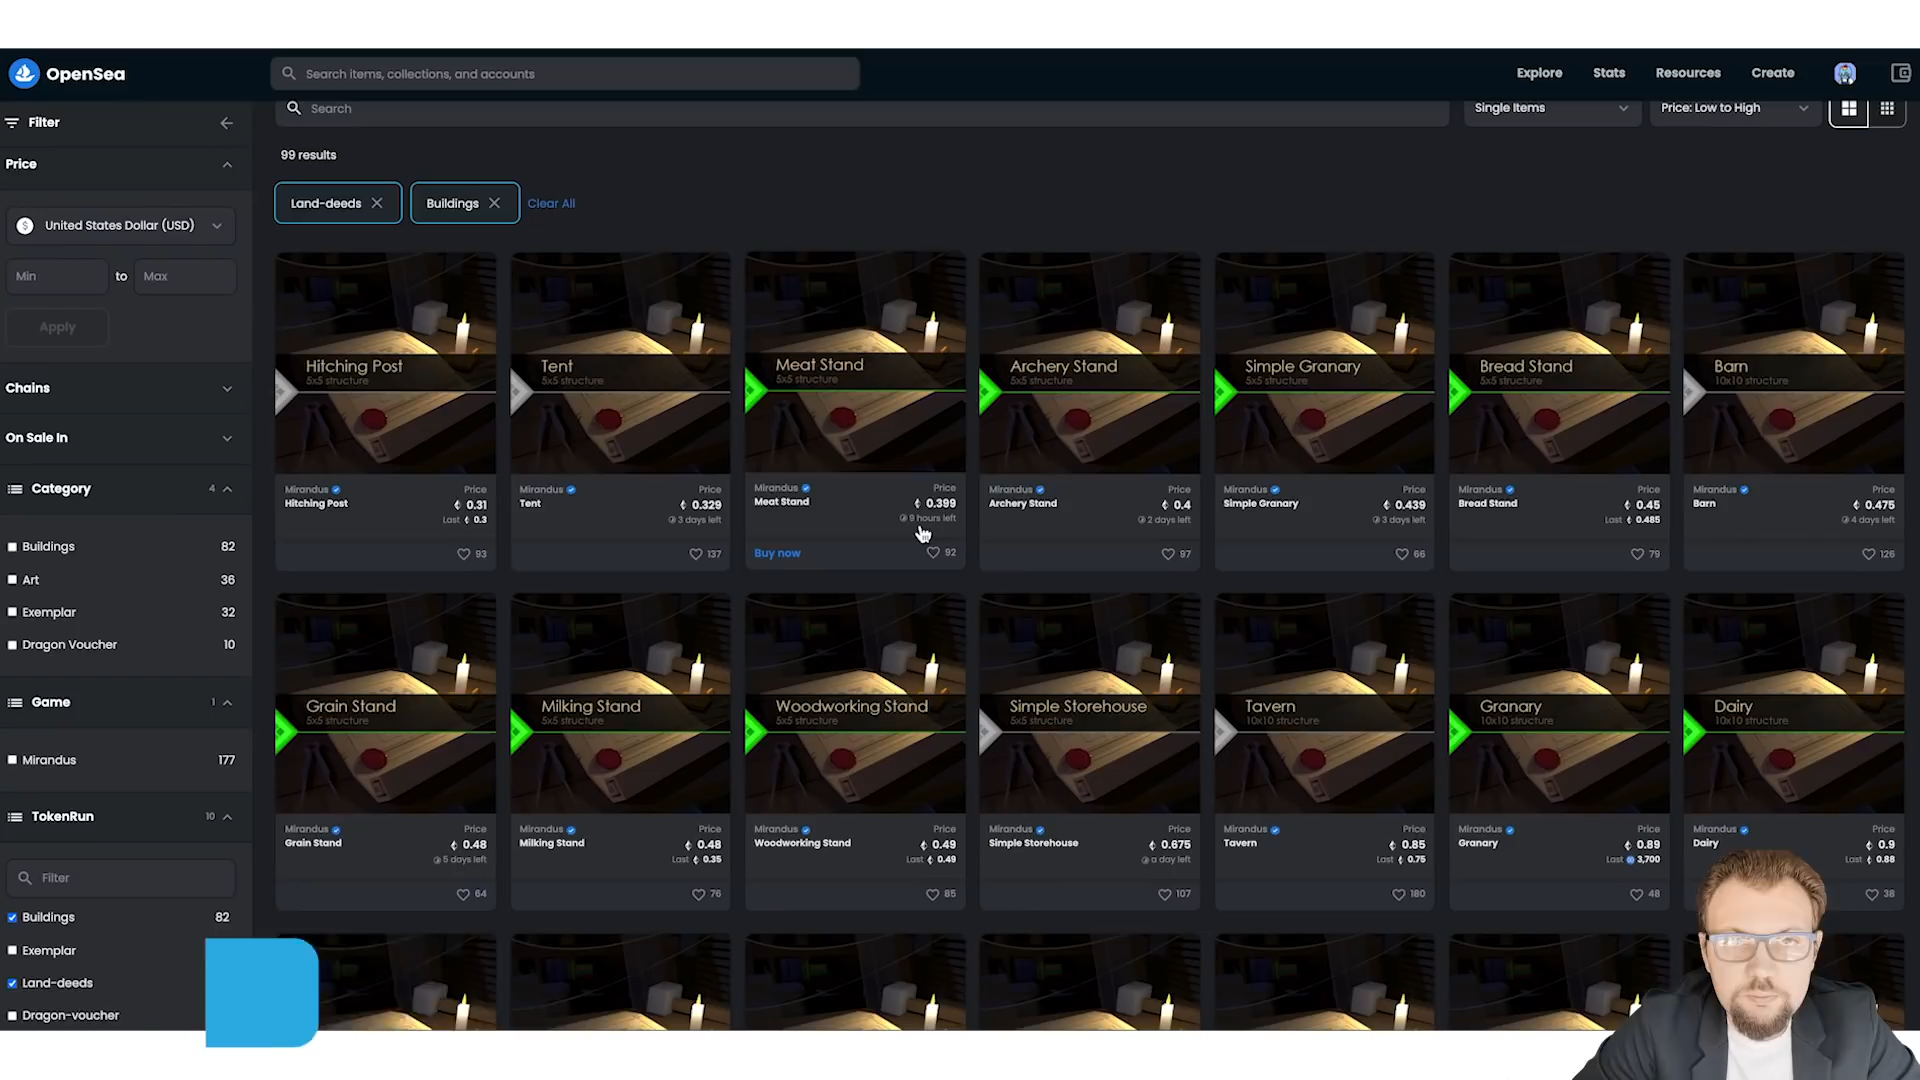 OpenSea
Search items, collections, and accounts
Explore
Stats
Resources
Create
Filter
Search
Single Items
Price: Low to High
Price
99 results
Land-deeds
Buildings
Clear All
United States Dollar (USD)
Min
to
Max
Apply
Chains
On Sale In
Category
4
Buildings
82
Art
36
Exemplar
32
Dragon Voucher
10
Game
1
Mirandus
177
TokenRun
10
Filter
Buildings
82
Exemplar
Land-deeds
Dragon-voucher
Hitching Post
5x5 structure
Mirandus
Price
Hitching Post
0.31
Last 0.3
93
Tent
5x5 structure
Mirandus
Price
Tent
0.329
3 days left
137
Meat Stand
5x5 structure
Mirandus
Price
Meat Stand
0.399
9 hours left
Buy now
92
Archery Stand
5x5 structure
Mirandus
Price
Archery Stand
0.4
2 days left
97
Simple Granary
5x5 structure
Mirandus
Price
Simple Granary
0.439
3 days left
66
Bread Stand
5x5 structure
Mirandus
Price
Bread Stand
0.45
Last 0.485
79
Barn
10x10 structure
Mirandus
Price
Barn
0.475
4 days left
126
Grain Stand
5x5 structure
Mirandus
Price
Grain Stand
0.48
5 days left
64
Milking Stand
5x5 structure
Mirandus
Price
Milking Stand
0.48
Last 0.35
76
Woodworking Stand
5x5 structure
Mirandus
Price
Woodworking Stand
0.49
Last 0.49
85
Simple Storehouse
5x5 structure
Mirandus
Price
Simple Storehouse
0.675
a day left
107
Tavern
10x10 structure
Mirandus
Price
Tavern
0.85
Last 0.75
180
Granary
10x10 structure
Mirandus
Price
Granary
0.89
Last 3,700
48
Dairy
10x10 structure
Mirandus
Price
Dairy
0.9
Last 0.88
38